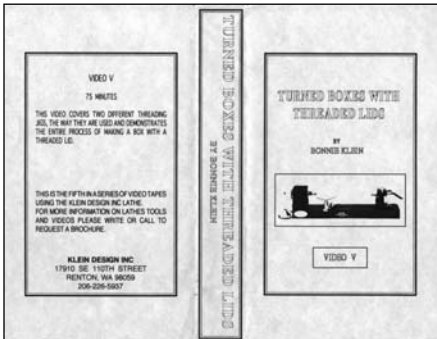 VIDEO V
75 MINUTES
THIS VIDEO COVERS TWO DIFFERENT THREADING
JIGS, THE WAY THEY ARE USED AND DEMONSTRATES
THE ENTIRE PROCESS OF MAKING A BOX WITH A
THREADED LID.
THIS IS THE FIFTH IN A SERIES OF VIDEO TAPES
USING THE KLEIN DESIGN INC LATHE.
FOR MORE INFORMATION ON LATHES TOOLS
AND VIDEOS PLEASE WRITE OR CALL TO
REQUEST A BROCHURE.
KLEIN DESIGN INC
17910 SE 110TH STREET
RENTON, WA 98059
206-226-5937
TURNED BOXES WITH THREADED LIDS
BY BONNIE KLEIN
TURNED BOXES WITH
THREADED LIDS
BY
BONNIE KLEIN
VIDEO V